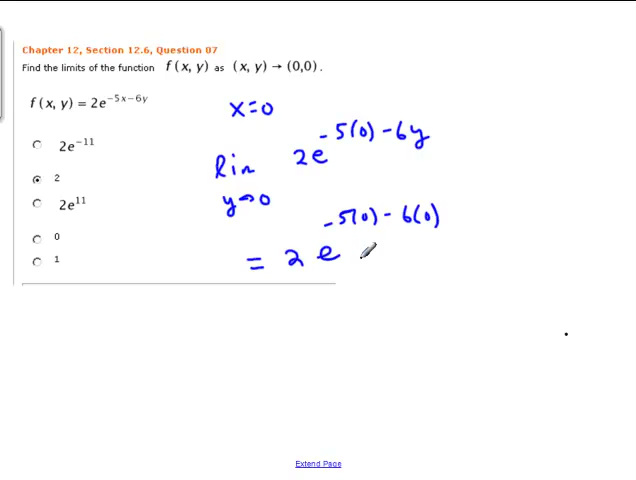 Chapter 12, Section 12.6, Question 07
Find the limits of the function f(x, y) as (x, y) → (0,0).
f(x, y) = 2e^{-5x-6y}
2e^{-11}
2
2e^{11}
0
1
x=0
lim 2e^{-5(0)-6y}
y→0
= 2e^{-5(0)-6(0)}
Extend Page